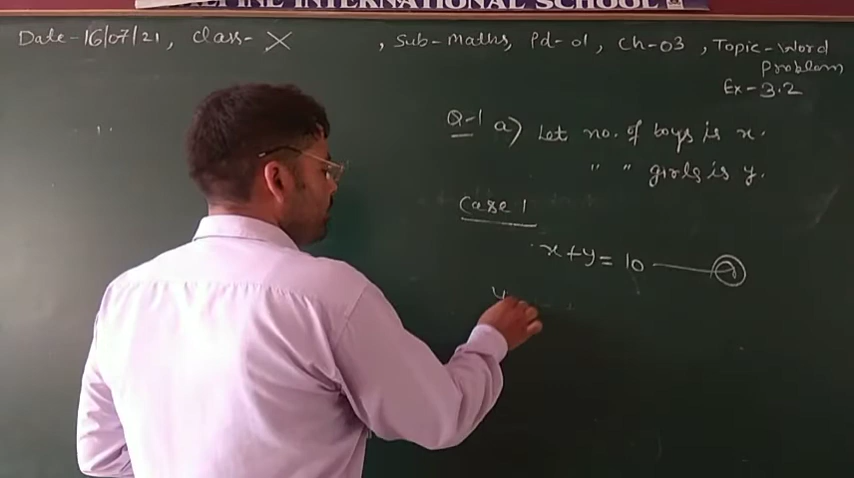 INTERNATIONAL SCHOOL
Date-16/07/21, Class-X , Sub-Maths, Pd-01, Ch-03 , Topic-Word
Problem
Ex-3.2
Q-1 a) Let no. of boys is x.
" " girls is y.
Case 1
x+y=10 — a
y